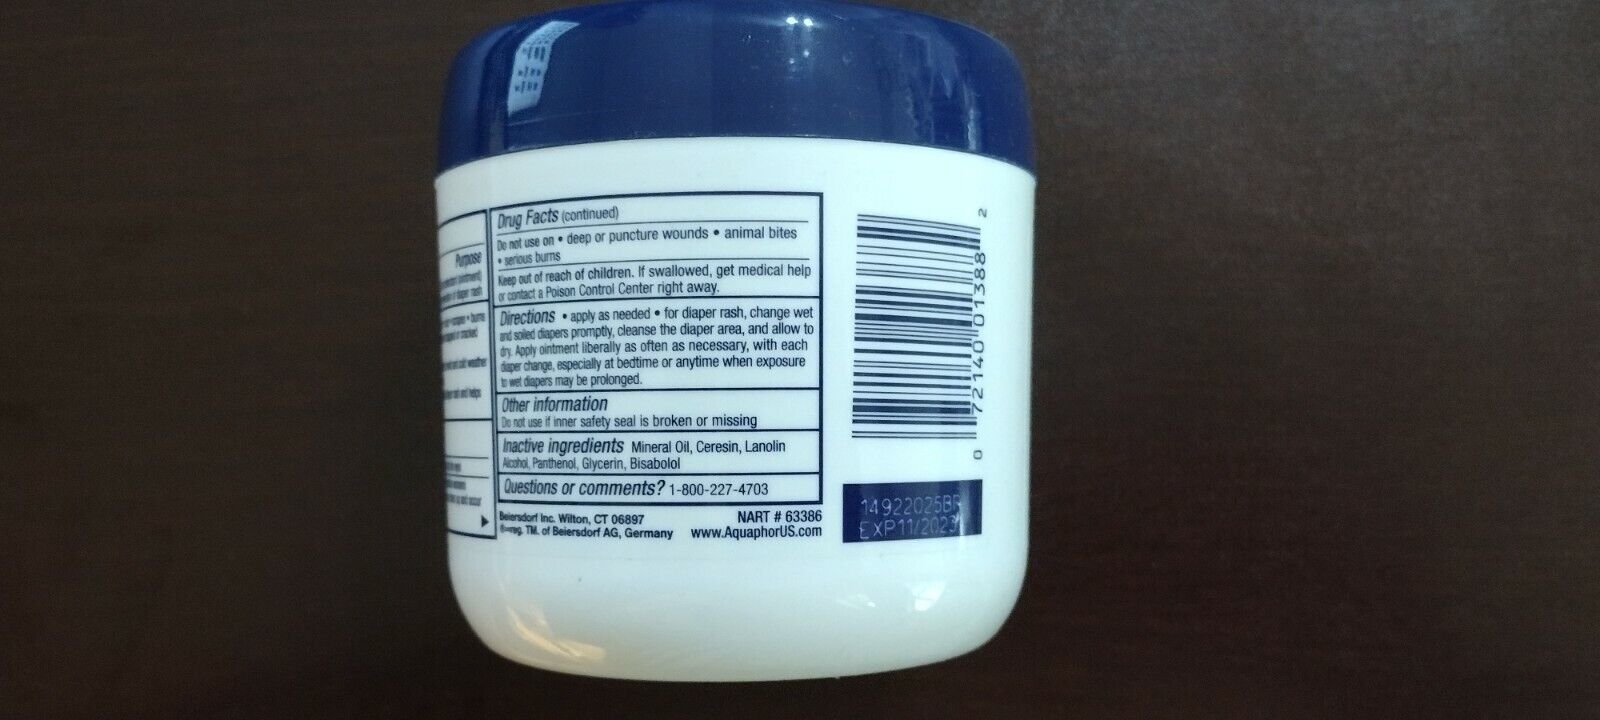 Purpose
Drug Facts (continued)
Do not use on • deep or puncture wounds • animal bites
• serious burns
Keep out of reach of children. If swallowed, get medical help
or contact a Poison Control Center right away.
Directions • apply as needed • for diaper rash, change wet
and soiled diapers promptly, cleanse the diaper area, and allow to
dry. Apply ointment liberally as often as necessary, with each
diaper change, especially at bedtime or anytime when exposure
to wet diapers may be prolonged.
Other information
Do not use if inner safety seal is broken or missing
Inactive ingredients Mineral Oil, Ceresin, Lanolin
Alcohol, Panthenol, Glycerin, Bisabolol
Questions or comments? 1-800-227-4703
Beiersdorf Inc. Wilton, CT 06897
®=reg. TM. of Beiersdorf AG, Germany
NART # 63386
www.AquaphorUS.com
0 72140 01388 2
EXP 11/2023